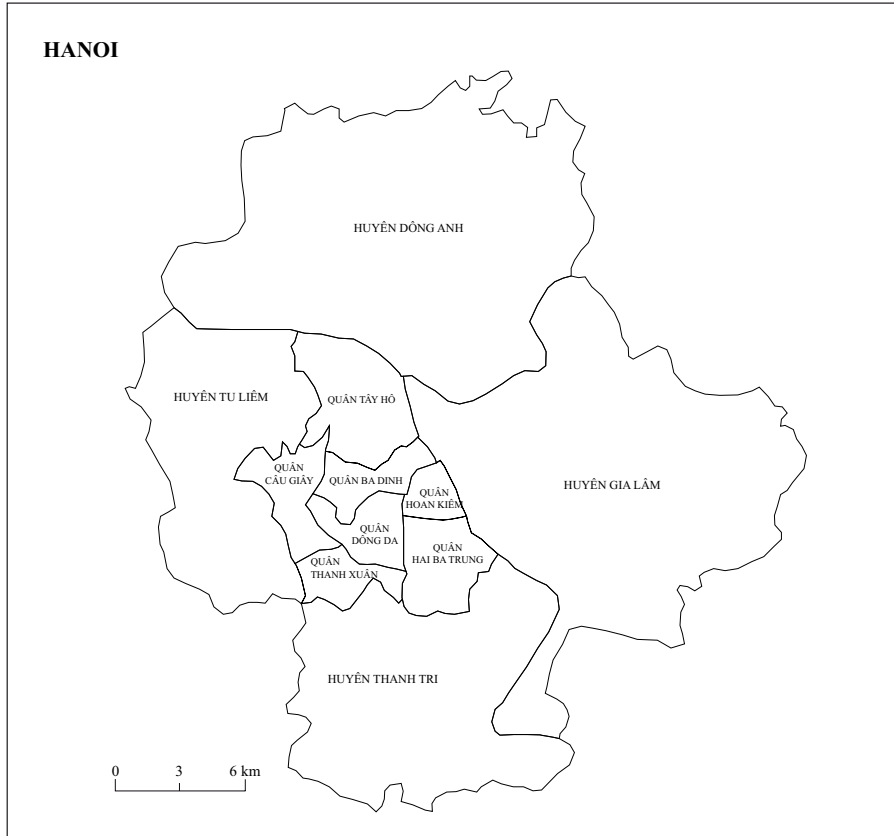 HANOI
HUYÊN DÔNG ANH
HUYÊN TU LIÊM
QUÂN TÂY HÔ
QUÂN
CÂU GIÂY
QUÂN BA DINH
QUÂN
HOAN KIÊM
HUYÊN GIA LÂM
QUÂN
DÔNG DA
QUÂN
HAI BA TRUNG
QUÂN
THANH XUÂN
HUYÊN THANH TRI
0 3 6 km